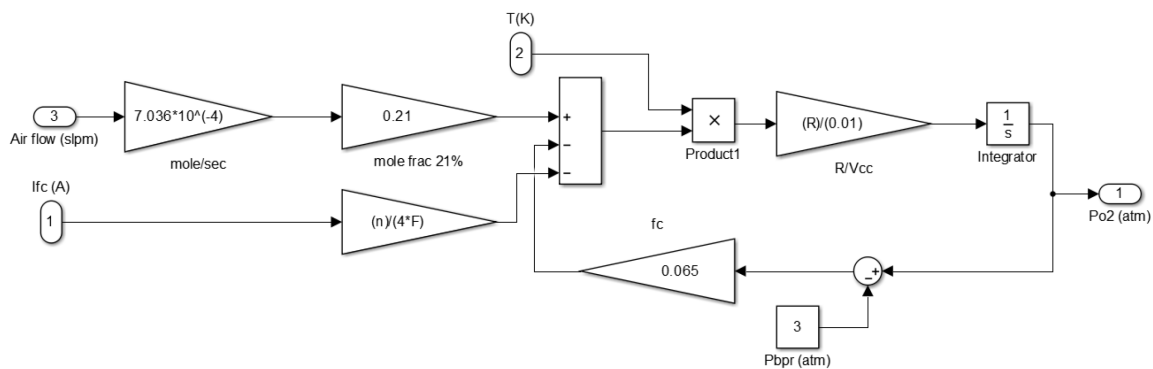 T(K)
2
3
Air flow (slpm)
7.036*10^(-4)
mole/sec
0.21
mole frac 21%
+
−
−
×
Product1
(R)/(0.01)
R/Vcc
1
s
Integrator
1
Po2 (atm)
Ifc (A)
1
(n)/(4*F)
fc
0.065
+
−
3
Pbpr (atm)